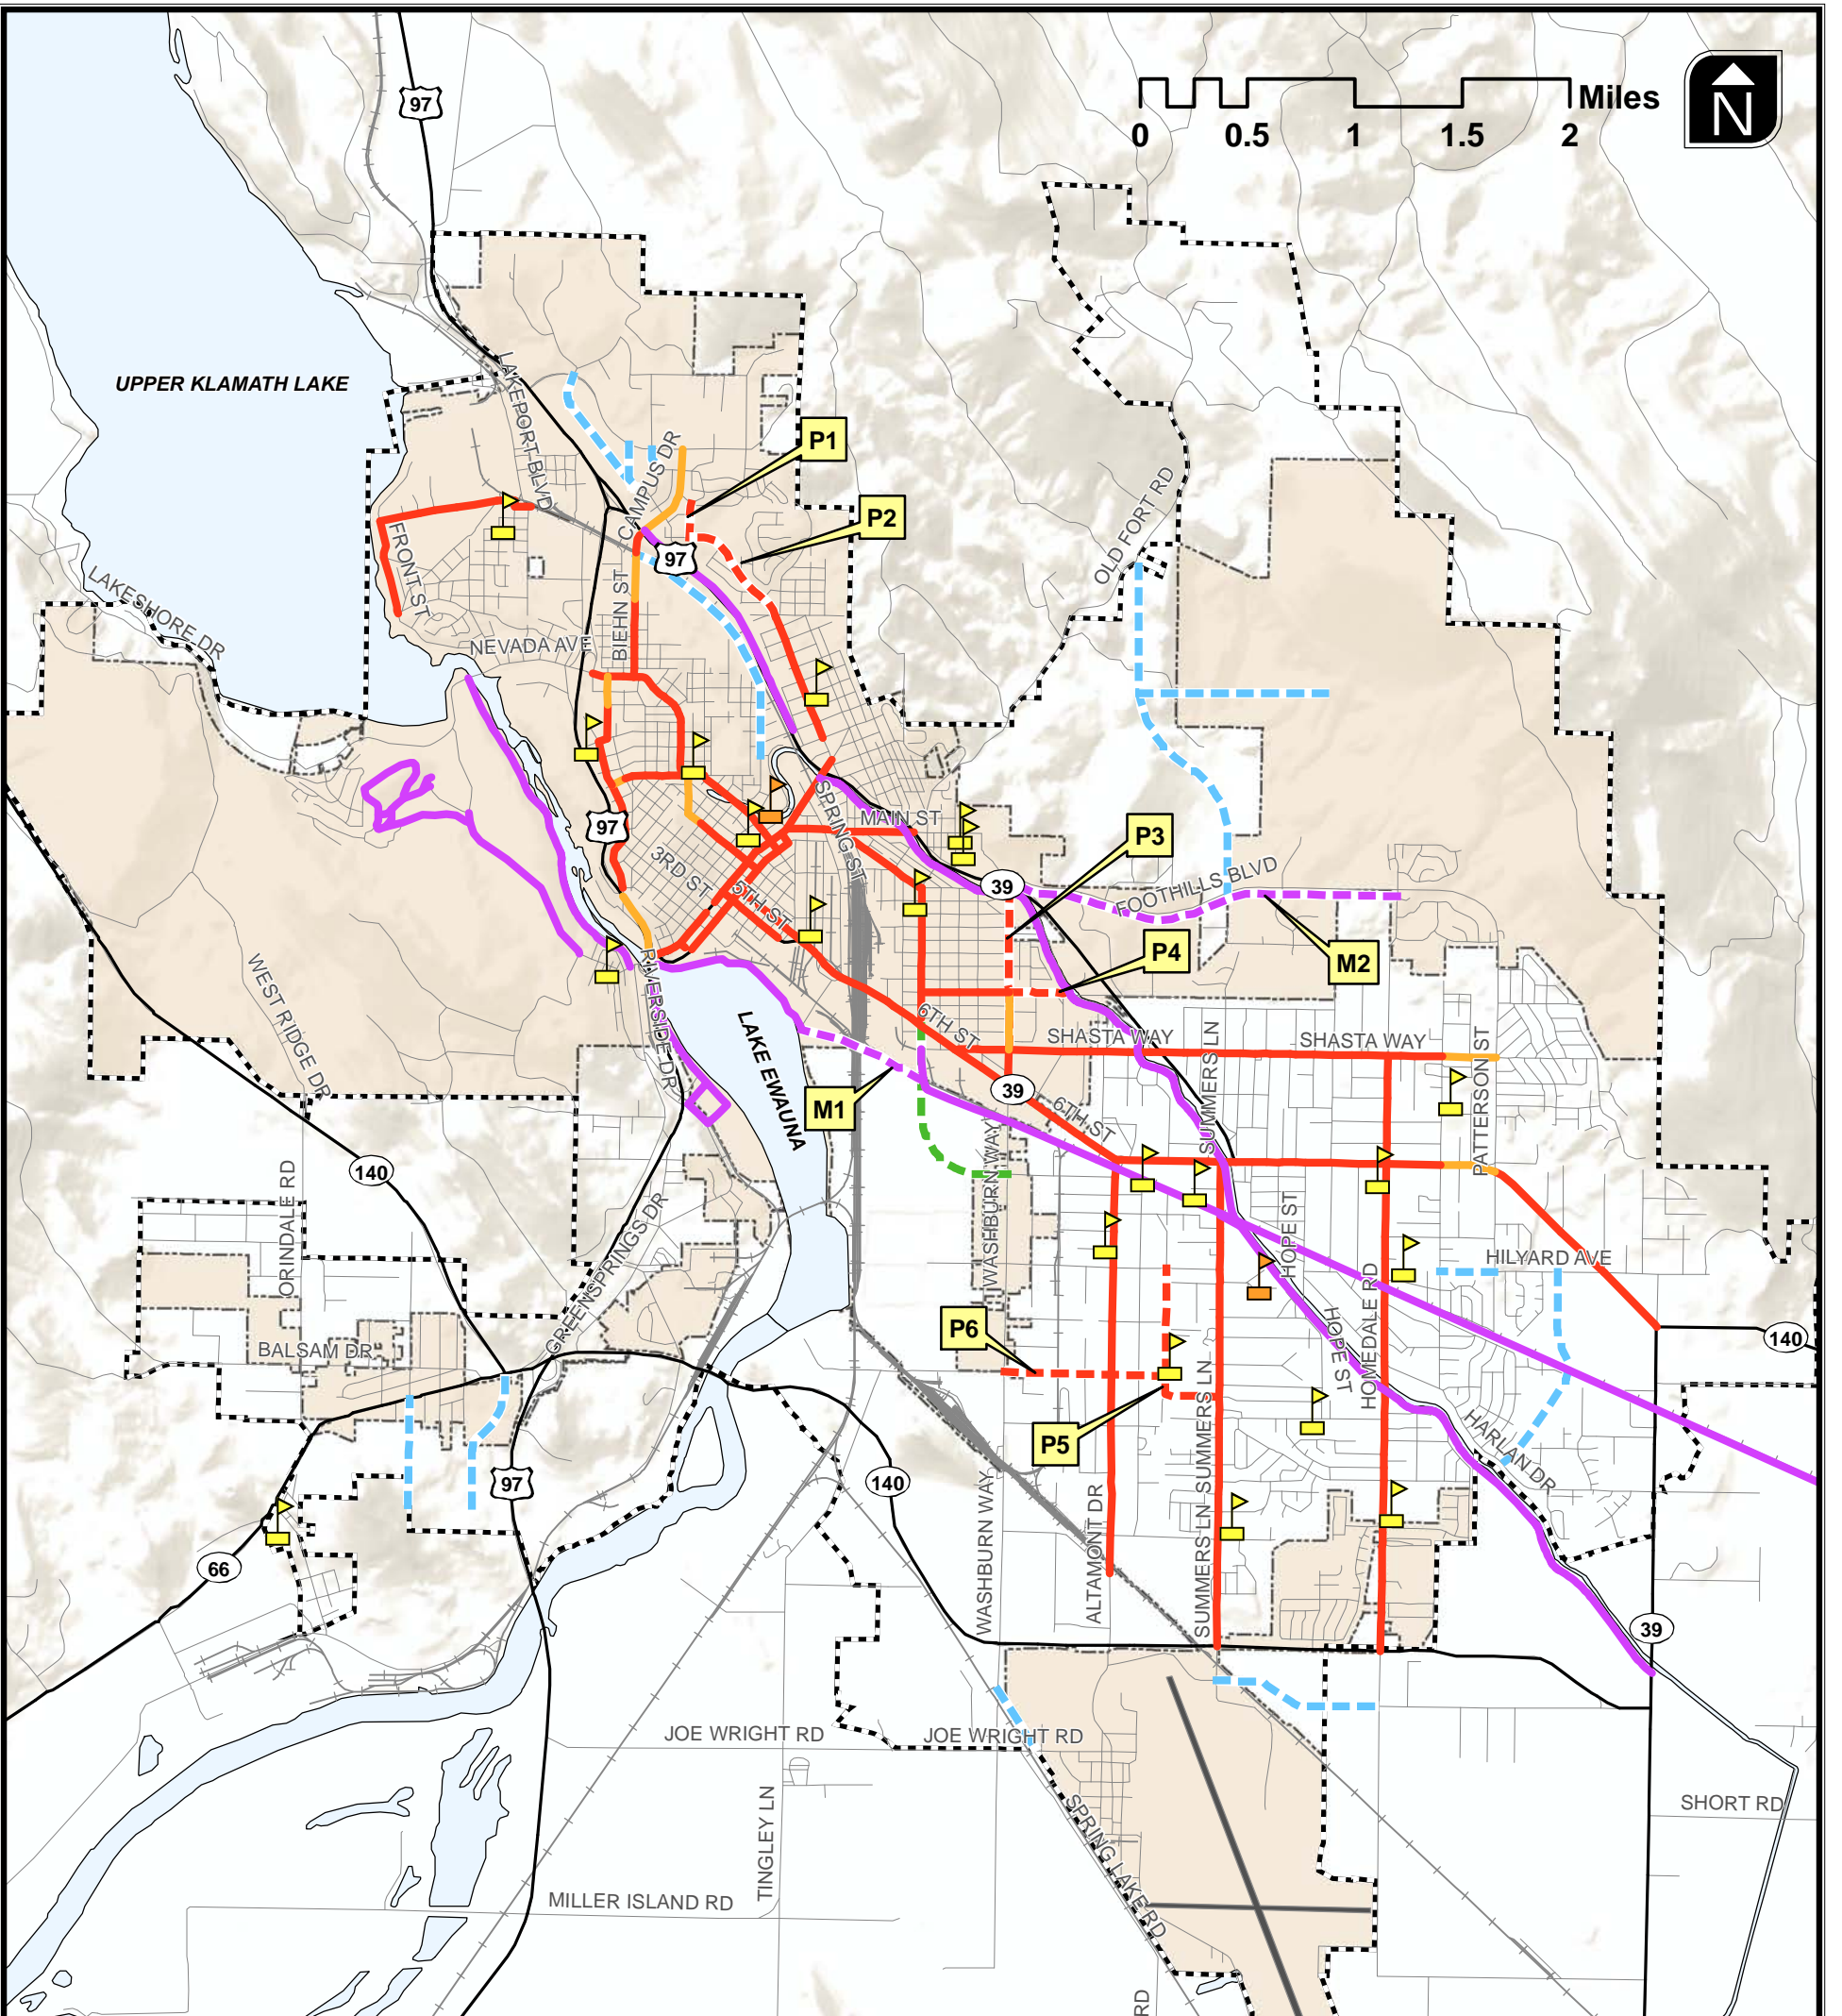 97
Miles
0 0.5 1 1.5 2
N
UPPER KLAMATH LAKE
LAKEPORT BLVD
P1
CAMPUS DR
P2
97
OLD FORT RD
FRONT ST
LAKESHORE DR
BIEHN ST
NEVADA AVE
SPRING ST
MAIN ST
97
P3
3RD ST
5TH ST
39
FOOTHILLS BLVD
P4
M2
WEST RIDGE DR
RIVERSIDE DR
LAKE EWAUNA
6TH ST
SHASTA WAY
SHASTA WAY
SUMMERS LN
PATTERSON ST
M1
39
6TH ST
140
ORINDALE RD
WASHBURN WAY
GREENSPRINGS DR
HOPE ST
HILYARD AVE
HOMEDALE RD
P6
HOPE ST
140
BALSAM DR
P5
SUMMERS LN
HARLAN DR
97
140
WASHBURN WAY
ALTAMONT DR
SUMMERS LN
SUMMERS LN
66
39
JOE WRIGHT RD
JOE WRIGHT RD
TINGLEY LN
SPRING LAKE RD
SHORT RD
MILLER ISLAND RD
RD